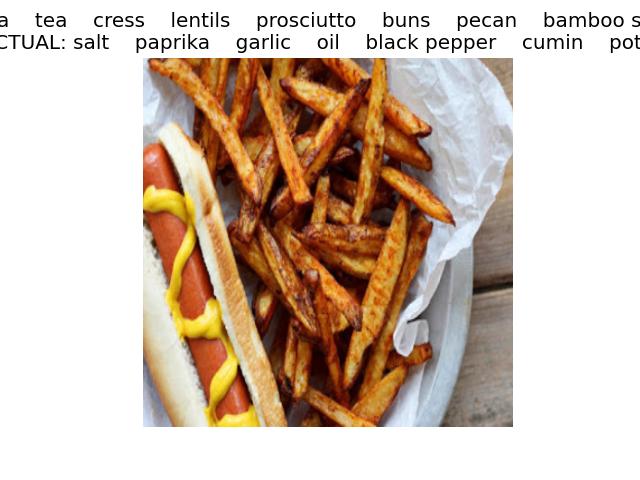 a tea cress lentils prosciutto buns pecan bamboo s
CTUAL: salt paprika garlic oil black pepper cumin pot